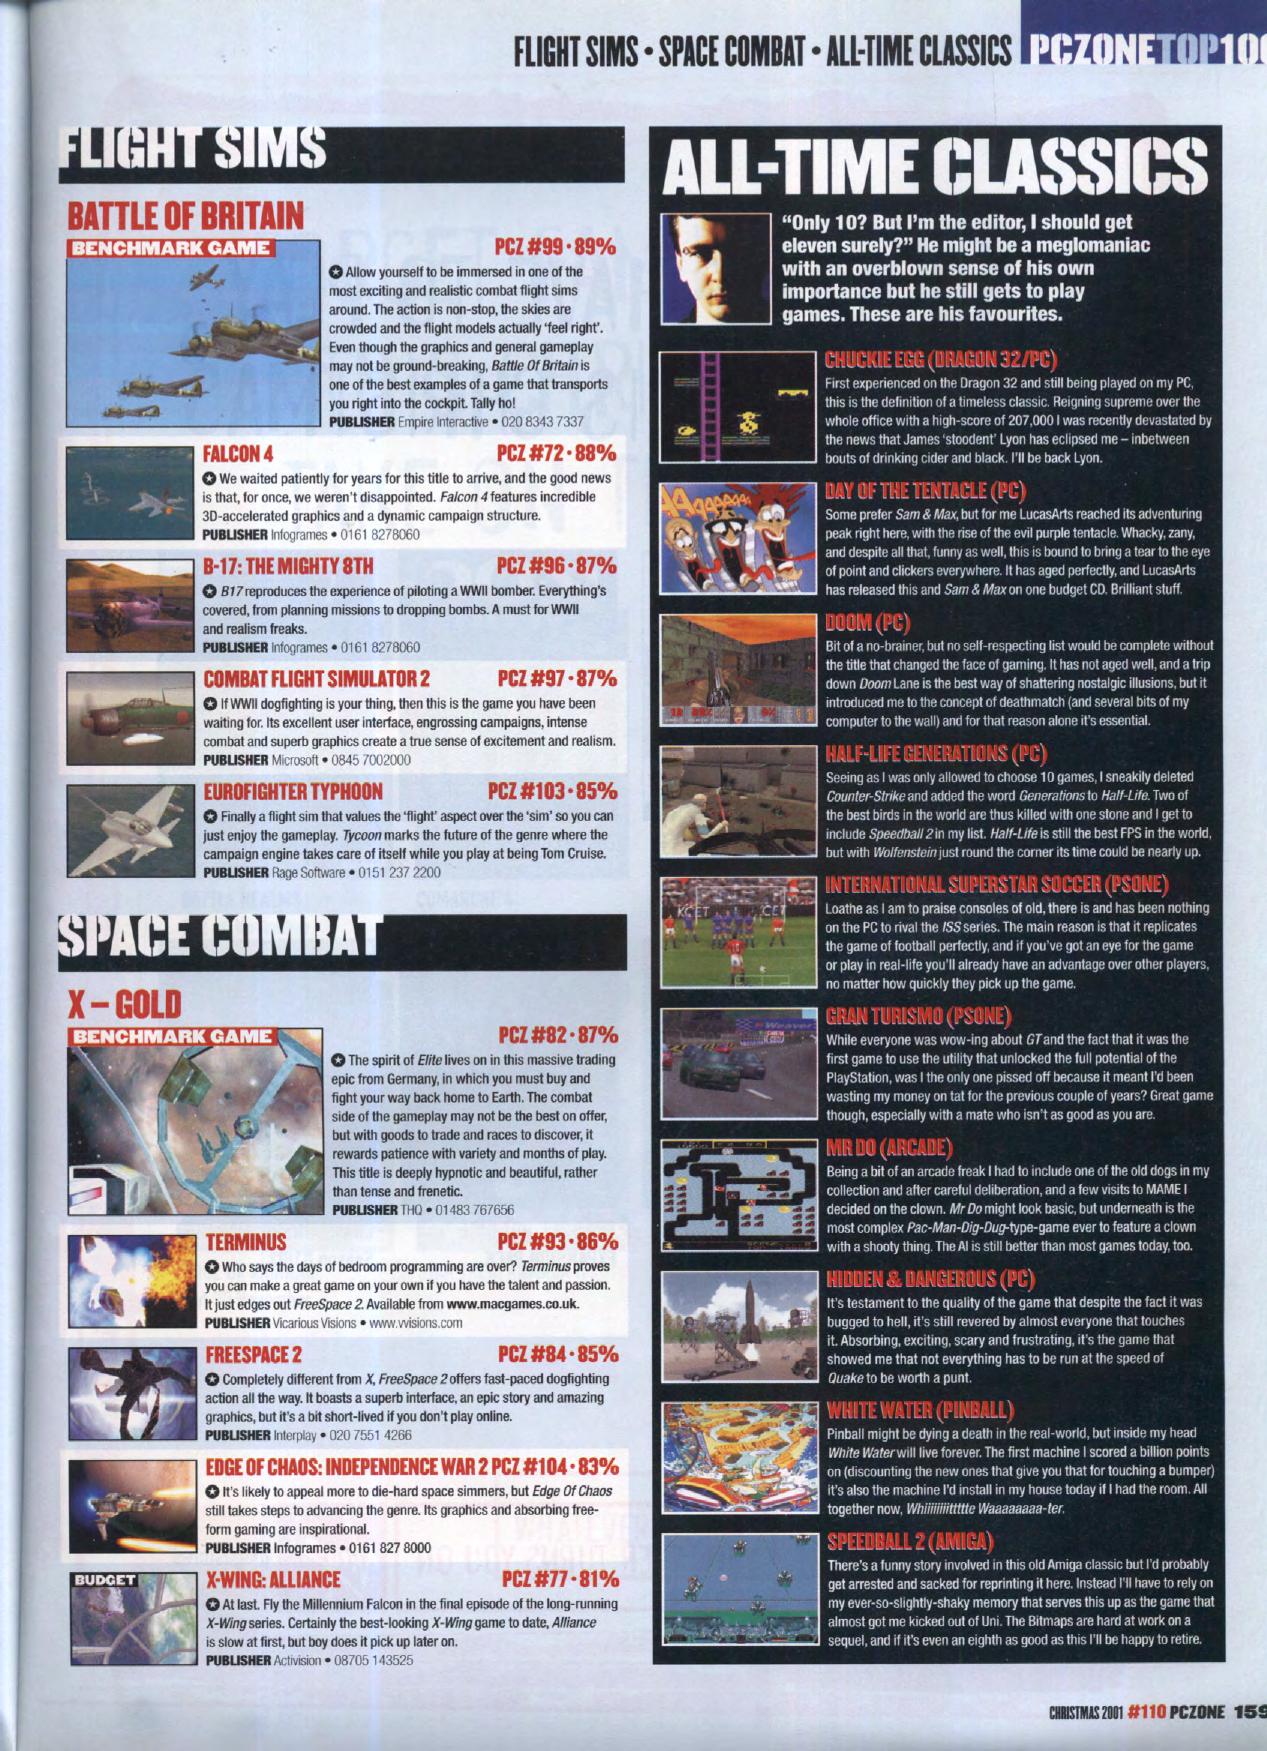 FLIGHT SIMS • SPACE COMBAT • ALL-TIME CLASSICS PCZONETOP100
FLIGHT SIMS
BATTLE OF BRITAIN
BENCHMARK GAME
PCZ #99 • 89%
Allow yourself to be immersed in one of the
most exciting and realistic combat flight sims
around. The action is non-stop, the skies are
crowded and the flight models actually 'feel right'.
Even though the graphics and general gameplay
may not be ground-breaking, Battle Of Britain is
one of the best examples of a game that transports
you right into the cockpit. Tally ho!
PUBLISHER Empire Interactive • 020 8343 7337
FALCON 4 PCZ #72 • 88%
We waited patiently for years for this title to arrive, and the good news
is that, for once, we weren't disappointed. Falcon 4 features incredible
3D-accelerated graphics and a dynamic campaign structure.
PUBLISHER Infogrames • 0161 8278060
B-17: THE MIGHTY 8TH PCZ #96 • 87%
B17 reproduces the experience of piloting a WWII bomber. Everything's
covered, from planning missions to dropping bombs. A must for WWII
and realism freaks.
PUBLISHER Infogrames • 0161 8278060
COMBAT FLIGHT SIMULATOR 2 PCZ #97 • 87%
If WWII dogfighting is your thing, then this is the game you have been
waiting for. Its excellent user interface, engrossing campaigns, intense
combat and superb graphics create a true sense of excitement and realism.
PUBLISHER Microsoft • 0845 7002000
EUROFIGHTER TYPHOON PCZ #103 • 85%
Finally a flight sim that values the 'flight' aspect over the 'sim' so you can
just enjoy the gameplay. Tycoon marks the future of the genre where the
campaign engine takes care of itself while you play at being Tom Cruise.
PUBLISHER Rage Software • 0151 237 2200
SPACE COMBAT
X – GOLD
BENCHMARK GAME
PCZ #82 • 87%
The spirit of Elite lives on in this massive trading
epic from Germany, in which you must buy and
fight your way back home to Earth. The combat
side of the gameplay may not be the best on offer,
but with goods to trade and races to discover, it
rewards patience with variety and months of play.
This title is deeply hypnotic and beautiful, rather
than tense and frenetic.
PUBLISHER THQ • 01483 767656
TERMINUS PCZ #93 • 86%
Who says the days of bedroom programming are over? Terminus proves
you can make a great game on your own if you have the talent and passion.
It just edges out FreeSpace 2. Available from www.macgames.co.uk.
PUBLISHER Vicarious Visions • www.vvisions.com
FREESPACE 2 PCZ #84 • 85%
Completely different from X, FreeSpace 2 offers fast-paced dogfighting
action all the way. It boasts a superb interface, an epic story and amazing
graphics, but it's a bit short-lived if you don't play online.
PUBLISHER Interplay • 020 7551 4266
EDGE OF CHAOS: INDEPENDENCE WAR 2 PCZ #104 • 83%
It's likely to appeal more to die-hard space simmers, but Edge Of Chaos
still takes steps to advancing the genre. Its graphics and absorbing free-
form gaming are inspirational.
PUBLISHER Infogrames • 0161 827 8000
BUDGET
X-WING: ALLIANCE PCZ #77 • 81%
At last. Fly the Millennium Falcon in the final episode of the long-running
X-Wing series. Certainly the best-looking X-Wing game to date, Alliance
is slow at first, but boy does it pick up later on.
PUBLISHER Activision • 08705 143525
ALL-TIME CLASSICS
"Only 10? But I'm the editor, I should get
eleven surely?" He might be a meglomaniac
with an overblown sense of his own
importance but he still gets to play
games. These are his favourites.
CHUCKIE EGG (DRAGON 32/PC)
First experienced on the Dragon 32 and still being played on my PC,
this is the definition of a timeless classic. Reigning supreme over the
whole office with a high-score of 207,000 I was recently devastated by
the news that James 'stoodent' Lyon has eclipsed me – inbetween
bouts of drinking cider and black. I'll be back Lyon.
DAY OF THE TENTACLE (PC)
Some prefer Sam & Max, but for me LucasArts reached its adventuring
peak right here, with the rise of the evil purple tentacle. Whacky, zany,
and despite all that, funny as well, this is bound to bring a tear to the eye
of point and clickers everywhere. It has aged perfectly, and LucasArts
has released this and Sam & Max on one budget CD. Brilliant stuff.
DOOM (PC)
Bit of a no-brainer, but no self-respecting list would be complete without
the title that changed the face of gaming. It has not aged well, and a trip
down Doom Lane is the best way of shattering nostalgic illusions, but it
introduced me to the concept of deathmatch (and several bits of my
computer to the wall) and for that reason alone it's essential.
HALF-LIFE GENERATIONS (PC)
Seeing as I was only allowed to choose 10 games, I sneakily deleted
Counter-Strike and added the word Generations to Half-Life. Two of
the best birds in the world are thus killed with one stone and I get to
include Speedball 2 in my list. Half-Life is still the best FPS in the world,
but with Wolfenstein just round the corner its time could be nearly up.
INTERNATIONAL SUPERSTAR SOCCER (PSONE)
Loathe as I am to praise consoles of old, there is and has been nothing
on the PC to rival the ISS series. The main reason is that it replicates
the game of football perfectly, and if you've got an eye for the game
or play in real-life you'll already have an advantage over other players,
no matter how quickly they pick up the game.
GRAN TURISMO (PSONE)
While everyone was wow-ing about GT and the fact that it was the
first game to use the utility that unlocked the full potential of the
PlayStation, was I the only one pissed off because it meant I'd been
wasting my money on tat for the previous couple of years? Great game
though, especially with a mate who isn't as good as you are.
MR DO (ARCADE)
Being a bit of an arcade freak I had to include one of the old dogs in my
collection and after careful deliberation, and a few visits to MAME I
decided on the clown. Mr Do might look basic, but underneath is the
most complex Pac-Man-Dig-Dug-type-game ever to feature a clown
with a shooty thing. The AI is still better than most games today, too.
HIDDEN & DANGEROUS (PC)
It's testament to the quality of the game that despite the fact it was
bugged to hell, it's still revered by almost everyone that touches
it. Absorbing, exciting, scary and frustrating, it's the game that
showed me that not everything has to be run at the speed of
Quake to be worth a punt.
WHITE WATER (PINBALL)
Pinball might be dying a death in the real-world, but inside my head
White Water will live forever. The first machine I scored a billion points
on (discounting the new ones that give you that for touching a bumper)
it's also the machine I'd install in my house today if I had the room. All
together now, Whiiiiiiiittttte Waaaaaaaa-ter.
SPEEDBALL 2 (AMIGA)
There's a funny story involved in this old Amiga classic but I'd probably
get arrested and sacked for reprinting it here. Instead I'll have to rely on
my ever-so-slightly-shaky memory that serves this up as the game that
almost got me kicked out of Uni. The Bitmaps are hard at work on a
sequel, and if it's even an eighth as good as this I'll be happy to retire.
CHRISTMAS 2001 #110 PCZONE 159